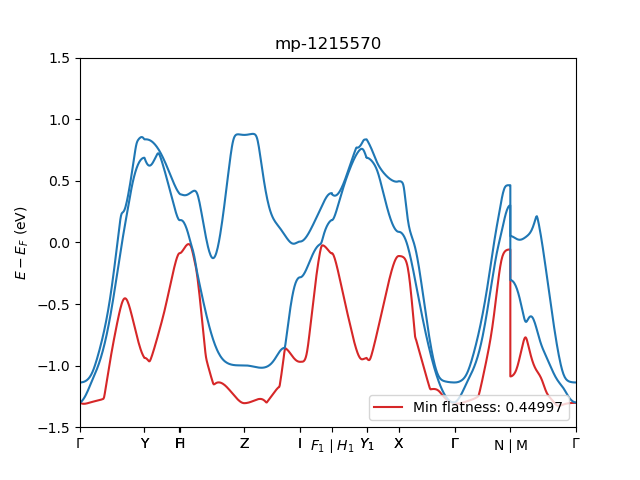 mp-1215570
1.5
1.0
0.5
0.0
−0.5
−1.0
−1.5
E − E_F (eV)
Min flatness: 0.44997
Γ Y H Z I F₁ | H₁ Y₁ X Γ N | M Γ